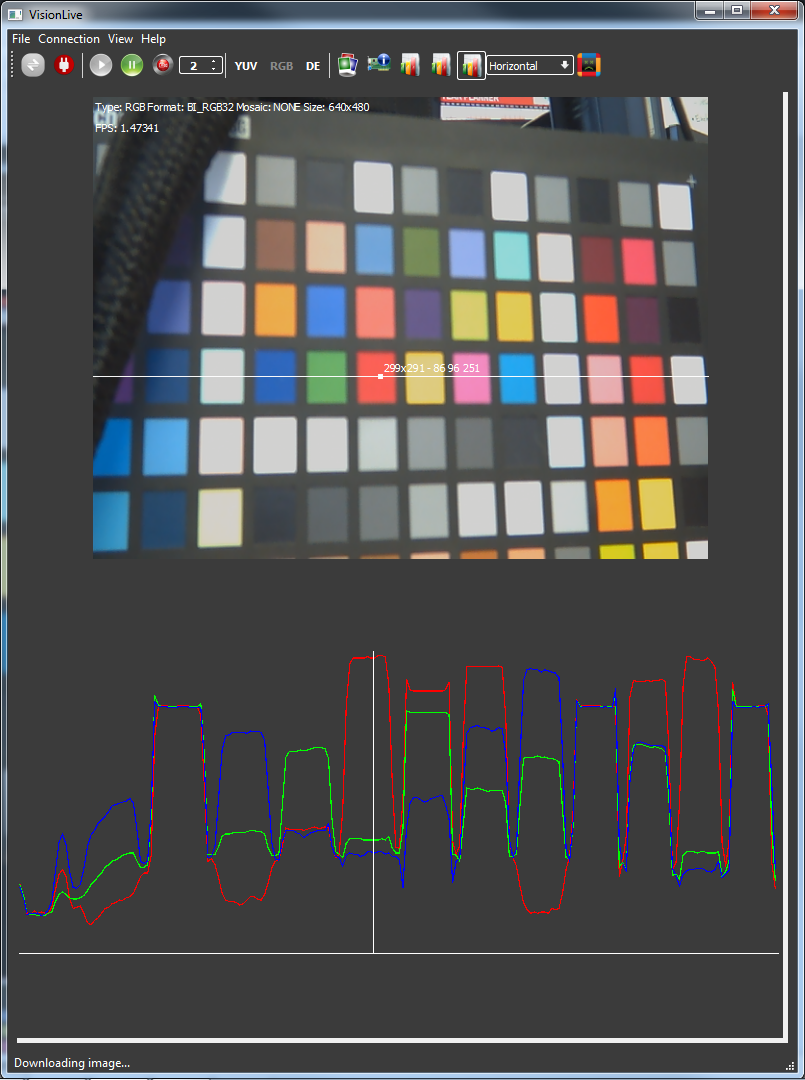 VisionLive
File Connection View Help
2 YUV RGB DE Horizontal
Type: RGB Format: BI_RGB32 Mosaic: NONE Size: 640x480
FPS: 1.47341
299x291 - 86 96 251
Downloading image...